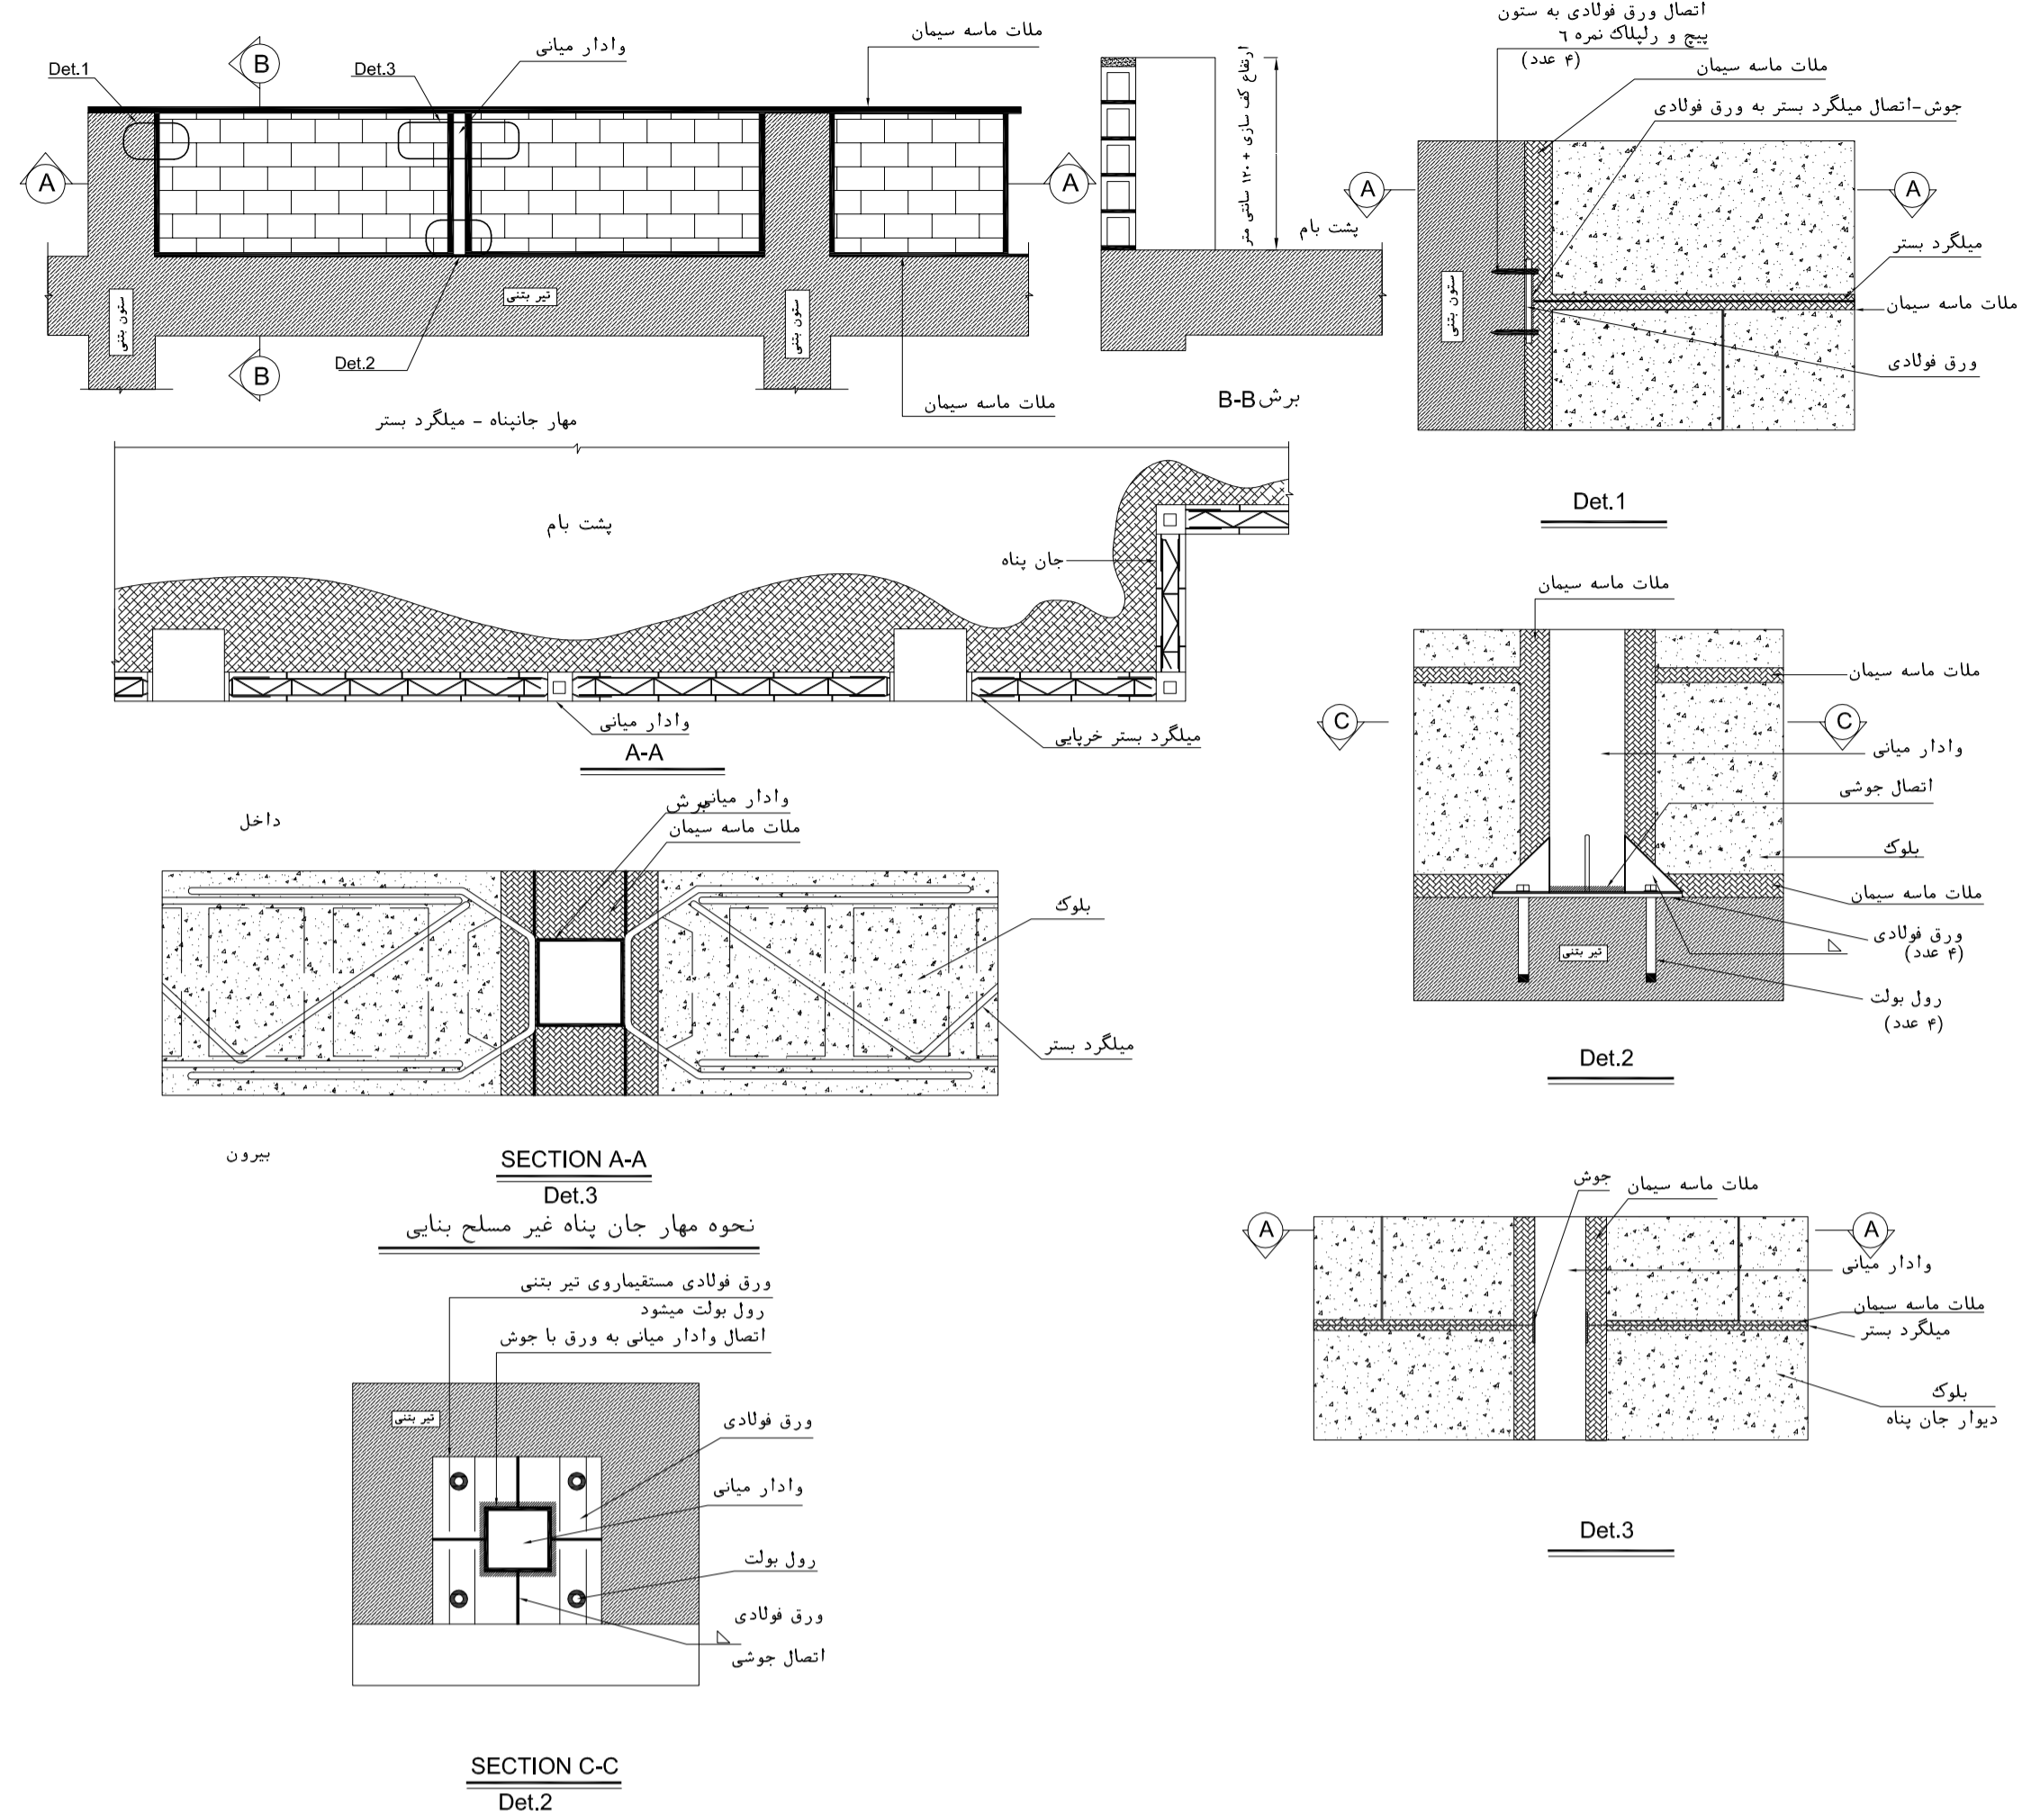 ملات ماسه سیمان
وادار میانی
B
Det.1
Det.3
A
A
ستون بتنی
تیر بتنی
ستون بتنی
B
Det.2
ملات ماسه سیمان
مهار جانپناه - میلگرد بستر
ارتفاع کف سازی + ۱۲۰ سانتی متر
پشت بام
برش B-B
اتصال ورق فولادی به ستون
پیچ و رلپلاک نمره ٦
(۴ عدد)
ملات ماسه سیمان
جوش-اتصال میلگرد بستر به ورق فولادی
A
A
میلگرد بستر
ملات ماسه سیمان
ستون بتنی
ورق فولادی
Det.1
پشت بام
جان پناه
وادار میانی
میلگرد بستر خرپایی
A-A
برش
وادار میانی
ملات ماسه سیمان
داخل
بلوک
میلگرد بستر
بیرون
SECTION A-A
Det.3
نحوه مهار جان پناه غیر مسلح بنایی
ملات ماسه سیمان
ملات ماسه سیمان
C
C
وادار میانی
اتصال جوشی
بلوک
ملات ماسه سیمان
ورق فولادی
(۴ عدد)
تیر بتنی
رول بولت
(۴ عدد)
Det.2
جوش
ملات ماسه سیمان
A
A
وادار میانی
ملات ماسه سیمان
میلگرد بستر
بلوک
دیوار جان پناه
Det.3
ورق فولادی مستقیماروی تیر بتنی
رول بولت میشود
اتصال وادار میانی به ورق با جوش
تیر بتنی
ورق فولادی
وادار میانی
رول بولت
ورق فولادی
اتصال جوشی
SECTION C-C
Det.2